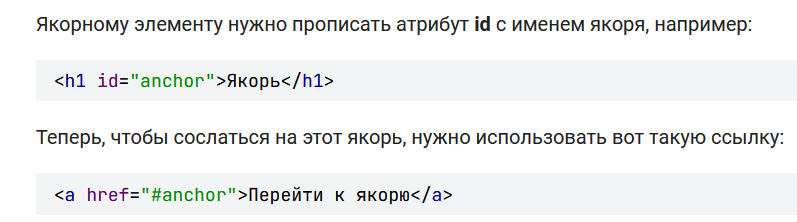 Якорному элементу нужно прописать атрибут id с именем якоря, например:
<h1 id="anchor">Якорь</h1>
Теперь, чтобы сослаться на этот якорь, нужно использовать вот такую ссылку:
<a href="#anchor">Перейти к якорю</a>